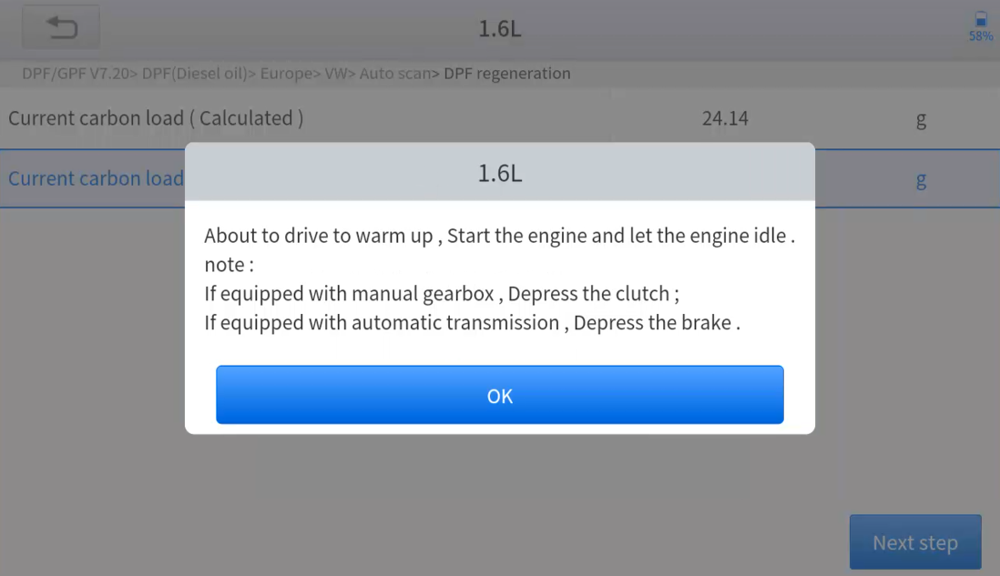 1.6L
58%
DPF/GPF V7.20> DPF(Diesel oil)> Europe> VW> Auto scan> DPF regeneration
Current carbon load ( Calculated ) 24.14 g
Current carbon load g
1.6L
About to drive to warm up , Start the engine and let the engine idle .
note :
If equipped with manual gearbox , Depress the clutch ;
If equipped with automatic transmission , Depress the brake .
OK
Next step